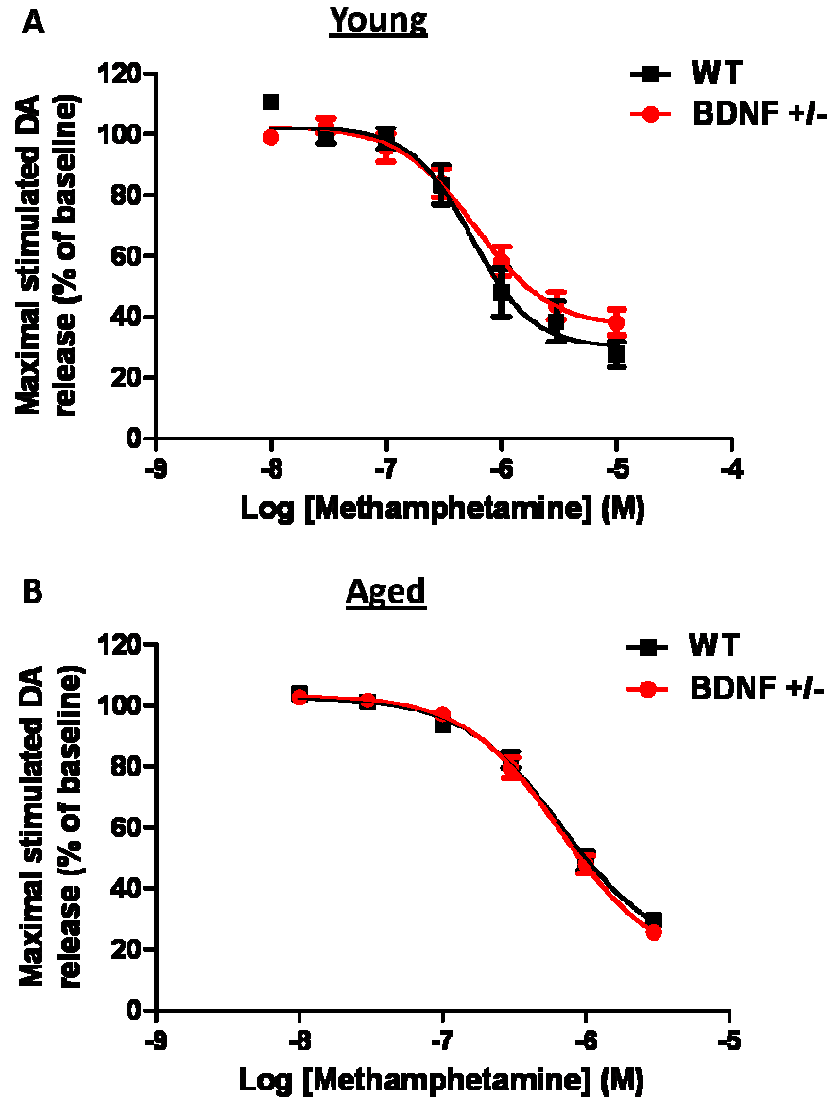 A
Young
WT
BDNF +/-
Maximal stimulated DA
release (% of baseline)
120
100
80
60
40
20
0
-9
-8
-7
-6
-5
-4
Log [Methamphetamine] (M)
B
Aged
WT
BDNF +/-
Maximal stimulated DA
release (% of baseline)
120
100
80
60
40
20
0
-9
-8
-7
-6
-5
Log [Methamphetamine] (M)